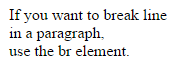 If you want to break line
in a paragraph,
use the br element.